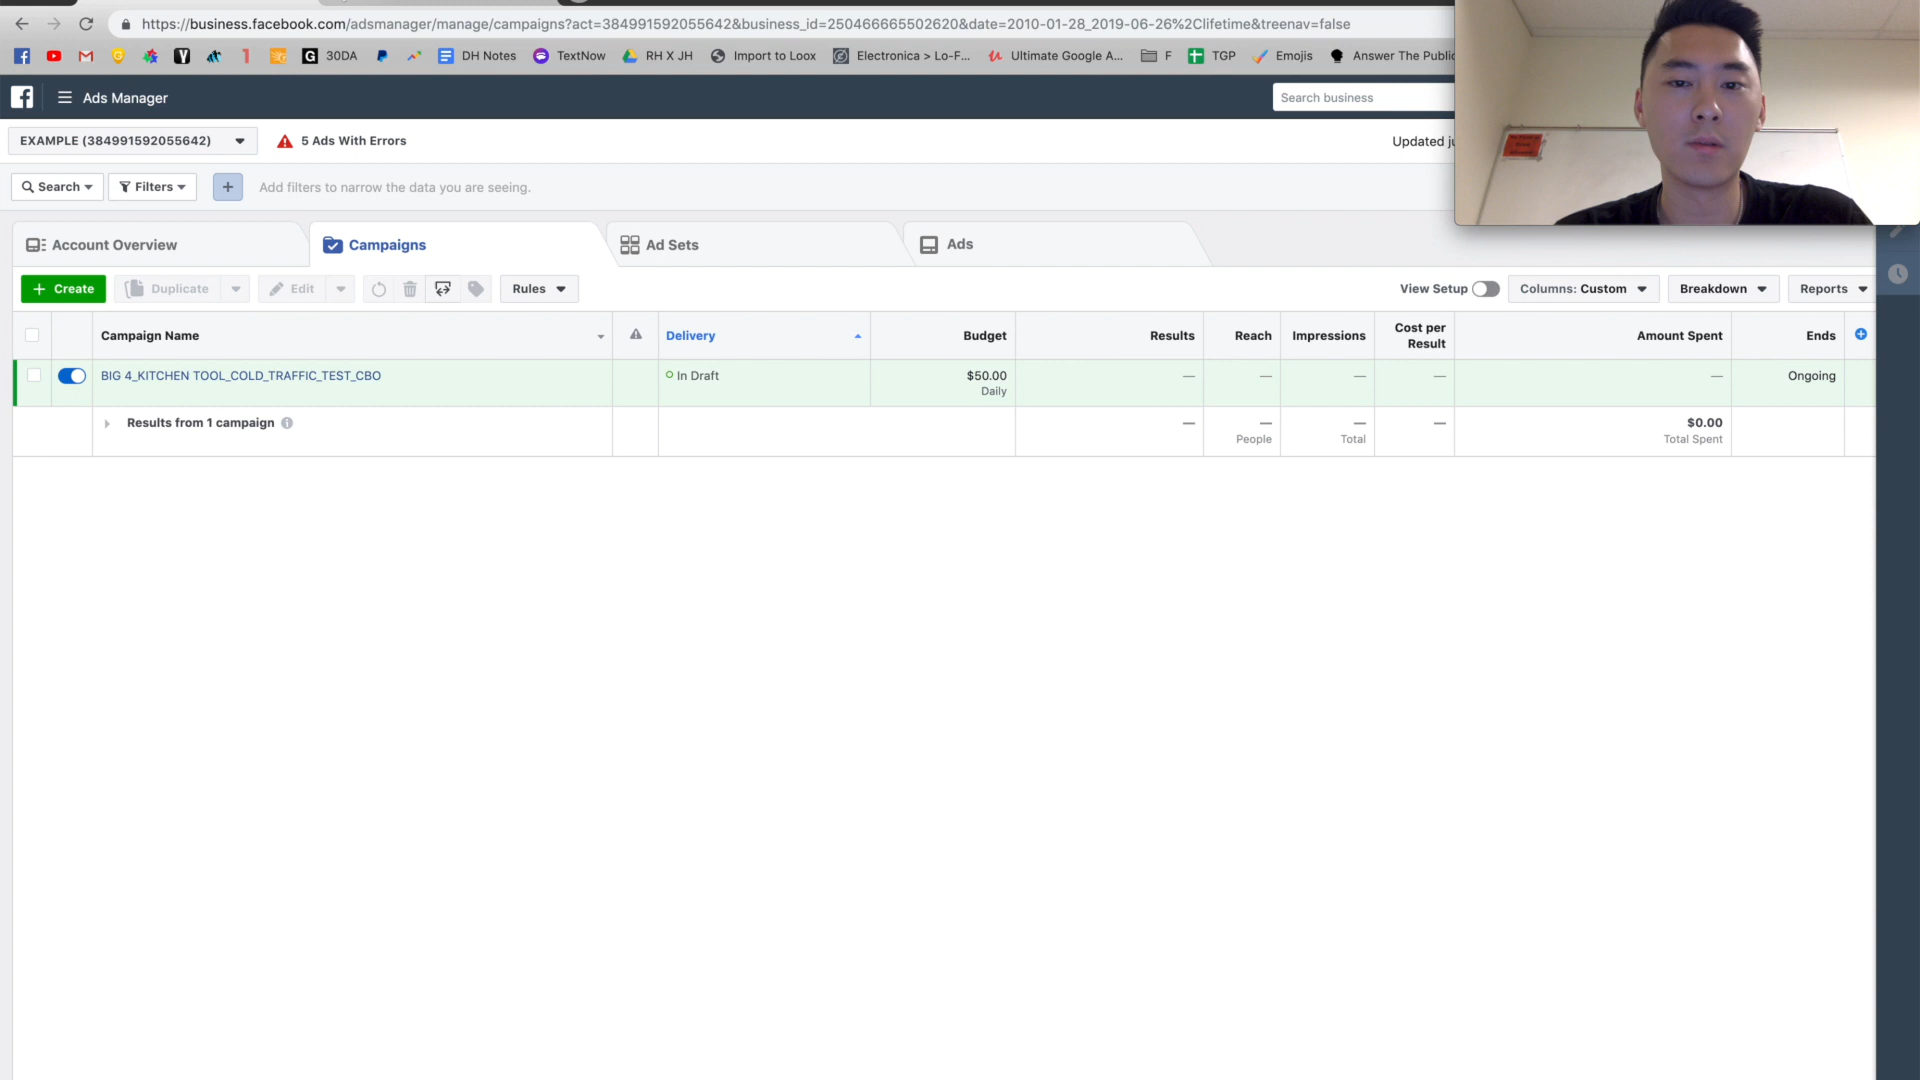 https://business.facebook.com/adsmanager/manage/campaigns?act=384991592055642&business_id=250466665502620&date=2010-01-28_2019-06-26%2Clifetime&treenav=false
30DA DH Notes TextNow RH X JH Import to Loox Electronica > Lo-F... Ultimate Google A... F TGP Emojis Answer The Public
Ads Manager
Search business
EXAMPLE (384991592055642)
5 Ads With Errors
Updated ju
Search Filters + Add filters to narrow the data you are seeing.
Account Overview Campaigns Ad Sets Ads
+ Create Duplicate Edit Rules View Setup Columns: Custom Breakdown Reports
Campaign Name Delivery Budget Results Reach Impressions Cost per Result Amount Spent Ends
BIG 4_KITCHEN TOOL_COLD_TRAFFIC_TEST_CBO In Draft $50.00 — — — — — Ongoing
Daily
Results from 1 campaign — — — — $0.00
People Total Total Spent